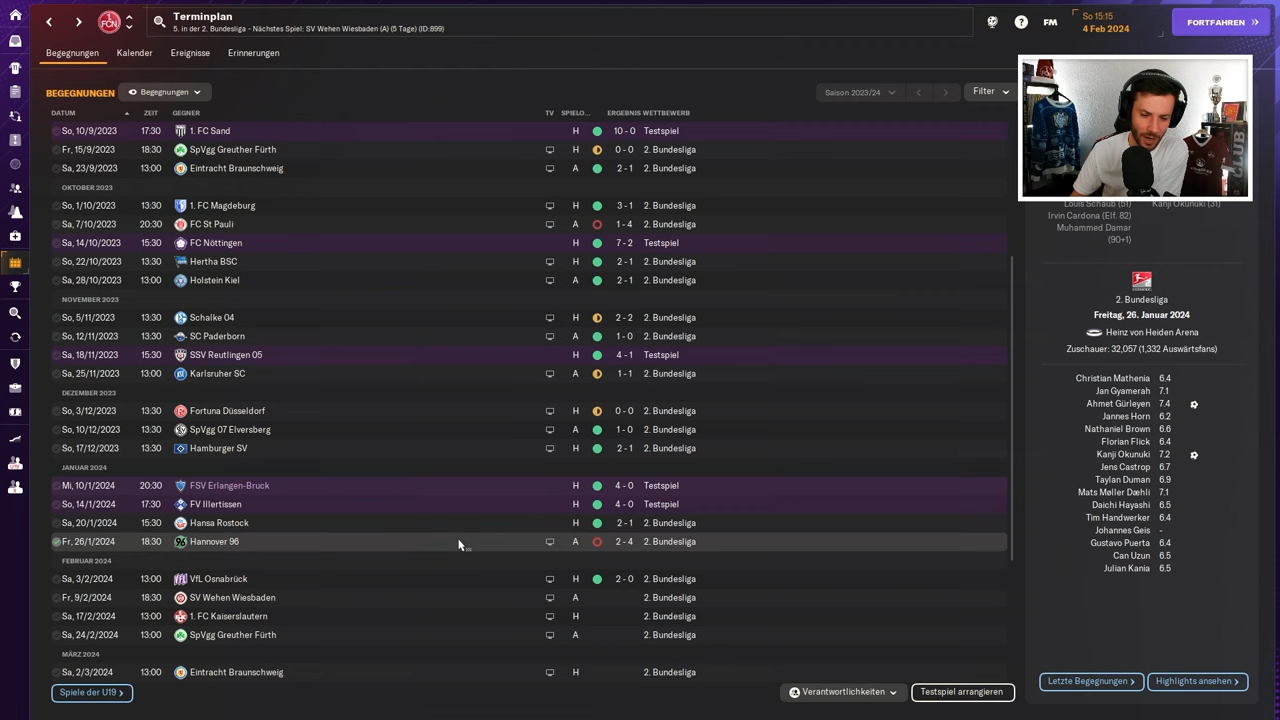 Terminplan
5. in der 2. Bundesliga - Nächstes Spiel: SV Wehen Wiesbaden (A) (5 Tage) (ID:899)
FM
So 15:15
4 Feb 2024
FORTFAHREN
Begegnungen
Kalender
Ereignisse
Erinnerungen
BEGEGNUNGEN
Begegnungen
Saison 2023/24
Filter
DATUM ZEIT GEGNER TV SPIELO... ERGEBNIS WETTBEWERB
So, 10/9/2023 17:30 1. FC Sand H 10 - 0 Testspiel
Fr, 15/9/2023 18:30 SpVgg Greuther Fürth H 0 - 0 2. Bundesliga
Sa, 23/9/2023 13:00 Eintracht Braunschweig A 2 - 1 2. Bundesliga
OKTOBER 2023
So, 1/10/2023 13:30 1. FC Magdeburg H 3 - 1 2. Bundesliga
Sa, 7/10/2023 20:30 FC St Pauli A 1 - 4 2. Bundesliga
Sa, 14/10/2023 15:30 FC Nöttingen H 7 - 2 Testspiel
So, 22/10/2023 13:30 Hertha BSC H 2 - 1 2. Bundesliga
Sa, 28/10/2023 13:00 Holstein Kiel A 2 - 1 2. Bundesliga
NOVEMBER 2023
So, 5/11/2023 13:30 Schalke 04 H 2 - 2 2. Bundesliga
So, 12/11/2023 13:30 SC Paderborn A 1 - 0 2. Bundesliga
Sa, 18/11/2023 15:30 SSV Reutlingen 05 H 4 - 1 Testspiel
Sa, 25/11/2023 13:00 Karlsruher SC A 1 - 1 2. Bundesliga
DEZEMBER 2023
So, 3/12/2023 13:30 Fortuna Düsseldorf H 0 - 0 2. Bundesliga
So, 10/12/2023 13:30 SpVgg 07 Elversberg A 1 - 0 2. Bundesliga
So, 17/12/2023 13:30 Hamburger SV H 2 - 1 2. Bundesliga
JANUAR 2024
Mi, 10/1/2024 20:30 FSV Erlangen-Bruck H 4 - 0 Testspiel
So, 14/1/2024 17:30 FV Illertissen H 4 - 0 Testspiel
Sa, 20/1/2024 15:30 Hansa Rostock H 2 - 1 2. Bundesliga
Fr, 26/1/2024 18:30 Hannover 96 A 2 - 4 2. Bundesliga
FEBRUAR 2024
Sa, 3/2/2024 13:00 VfL Osnabrück H 2 - 0 2. Bundesliga
Fr, 9/2/2024 18:30 SV Wehen Wiesbaden A 2. Bundesliga
Sa, 17/2/2024 13:00 1. FC Kaiserslautern H 2. Bundesliga
Sa, 24/2/2024 13:00 SpVgg Greuther Fürth A 2. Bundesliga
MÄRZ 2024
Sa, 2/3/2024 13:00 Eintracht Braunschweig H 2. Bundesliga
Spiele der U19
Verantwortlichkeiten
Testspiel arrangieren
CLUB
Louis Schaub (51) Kanji Okunuki (31)
Irvin Cardona (Elf. 82)
Muhammed Damar
(90+1)
2. Bundesliga
Freitag, 26. Januar 2024
Heinz von Heiden Arena
Zuschauer: 32,057 (1,332 Auswärtsfans)
Christian Mathenia 6.4
Jan Gyamerah 7.1
Ahmet Gürleyen 7.4
Jannes Horn 6.2
Nathaniel Brown 6.6
Florian Flick 6.4
Kanji Okunuki 7.2
Jens Castrop 6.7
Taylan Duman 6.9
Mats Møller Dæhli 7.1
Daichi Hayashi 6.5
Tim Handwerker 6.4
Johannes Geis -
Gustavo Puerta 6.4
Can Uzun 6.5
Julian Kania 6.5
Letzte Begegnungen
Highlights ansehen